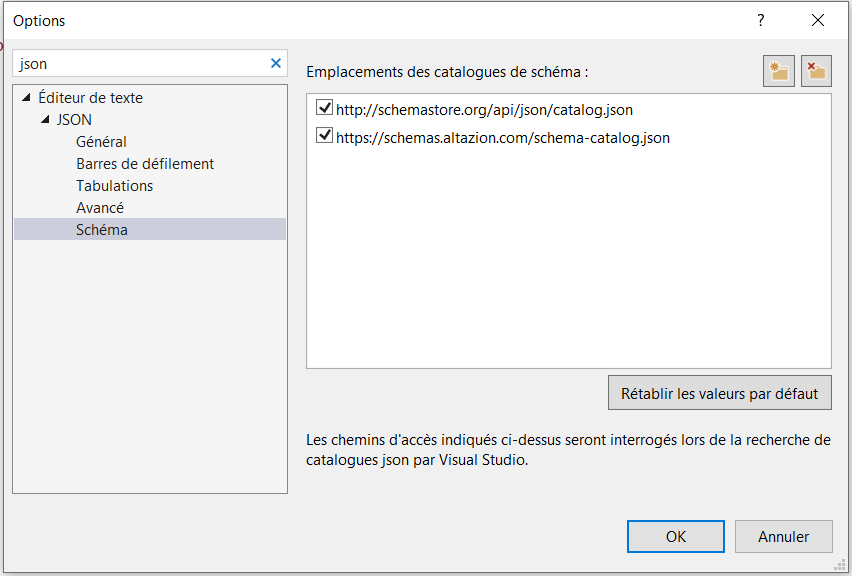 Options
?
json
Éditeur de texte
JSON
Général
Barres de défilement
Tabulations
Avancé
Schéma
Emplacements des catalogues de schéma :
http://schemastore.org/api/json/catalog.json
https://schemas.altazion.com/schema-catalog.json
Rétablir les valeurs par défaut
Les chemins d'accès indiqués ci-dessus seront interrogés lors de la recherche de
catalogues json par Visual Studio.
OK
Annuler